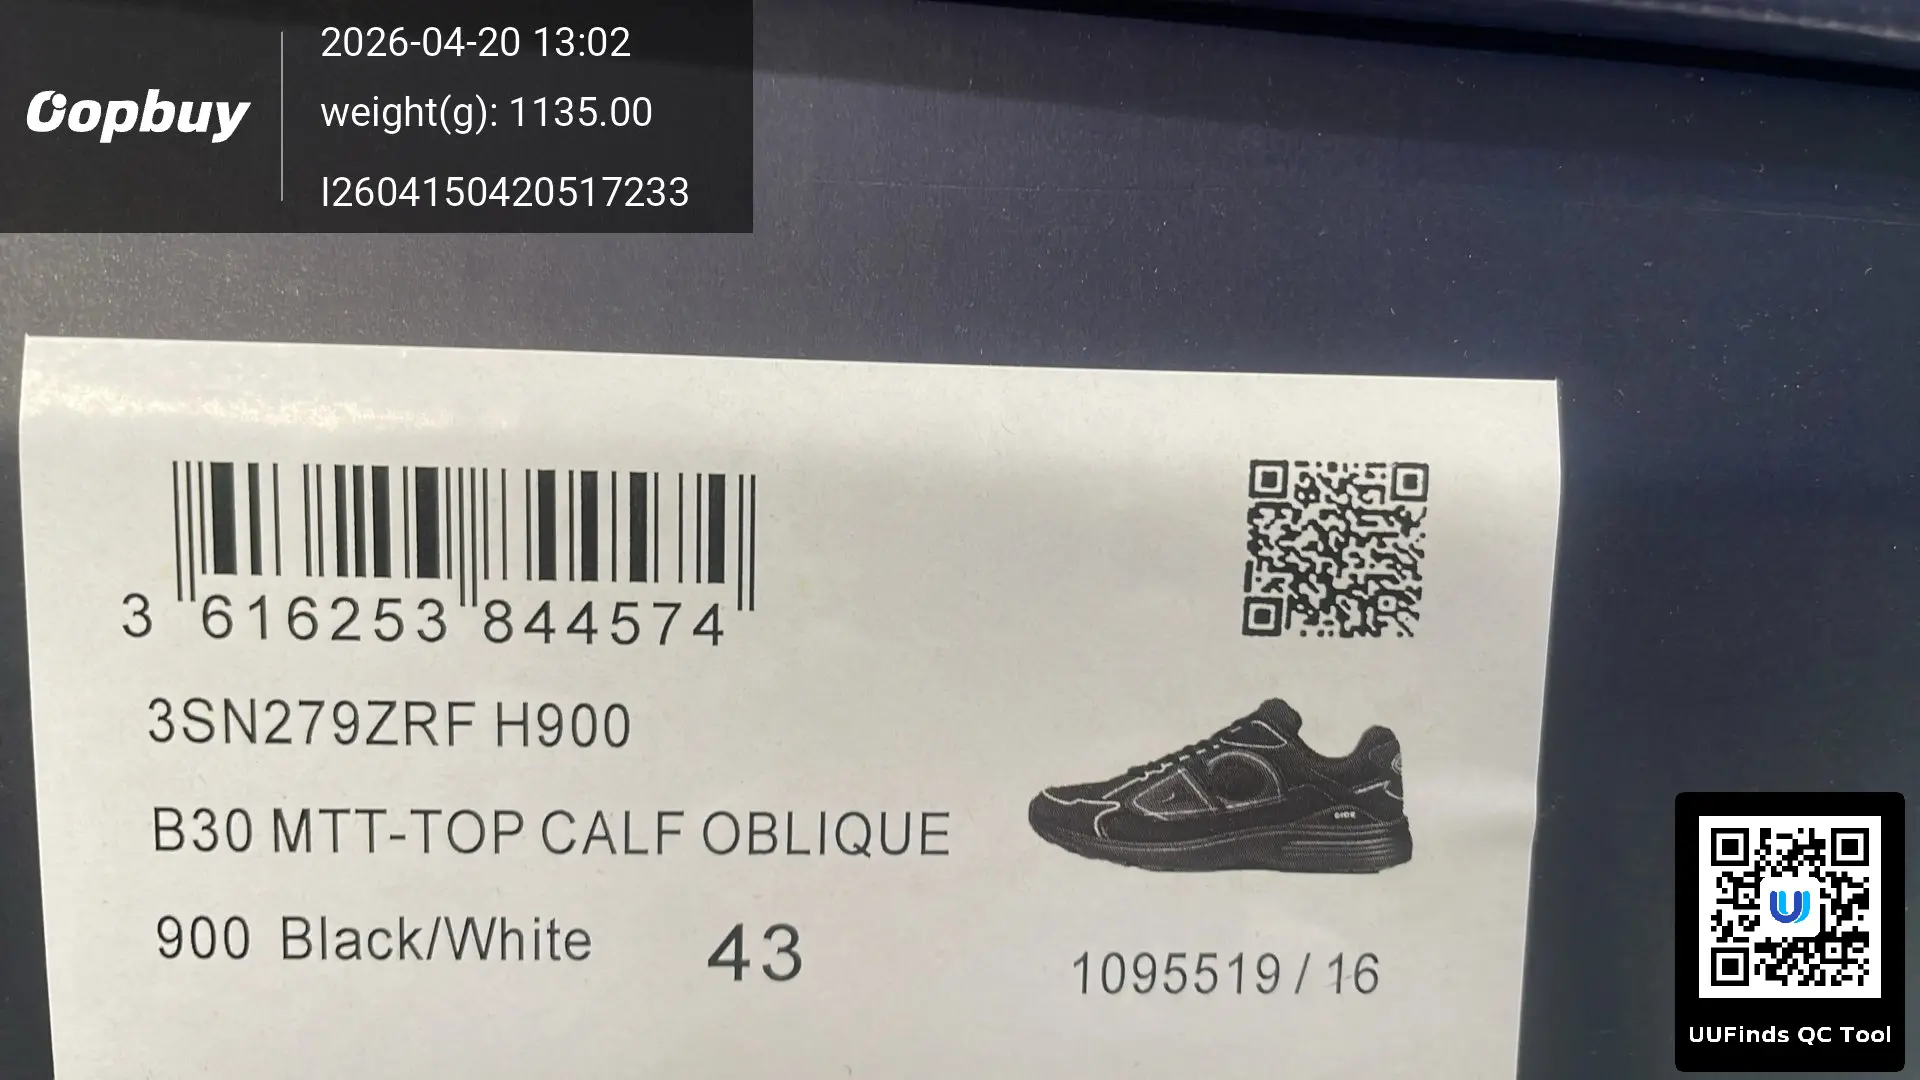 Oopbuy
2026-04-20 13:02
weight(g): 1135.00
I2604150420517233
3 616253 844574
3SN279ZRF H900
B30 MTT-TOP CALF OBLIQUE
900 Black/White 43
DIOR
1095519 / 16
UUFinds QC Tool